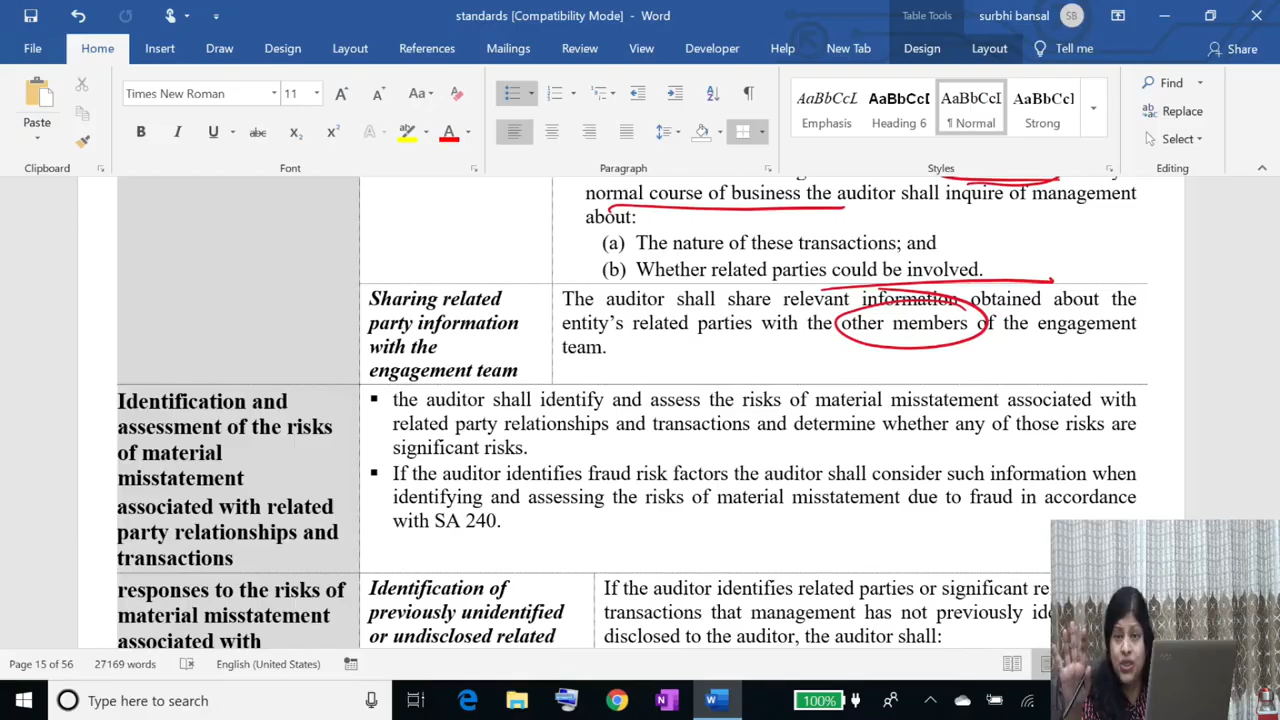 standards [Compatibility Mode] - Word
Table Tools
surbhi bansal
SB
File
Home
Insert
Draw
Design
Layout
References
Mailings
Review
View
Developer
Help
New Tab
Design
Layout
Tell me
Share
Paste
Times New Roman
11
Aa
AaBbCcL
AaBbCcL
AaBbCcI
AaBbCcI
Emphasis
Heading 6
¶ Normal
Strong
Find
Replace
Select
Clipboard
Font
Paragraph
Styles
Editing
normal course of business the auditor shall inquire of management
about:
(a) The nature of these transactions; and
(b) Whether related parties could be involved.
Sharing related
party information
with the
engagement team
The auditor shall share relevant information obtained about the
entity’s related parties with the other members of the engagement
team.
Identification and
assessment of the risks
of material
misstatement
associated with related
party relationships and
transactions
▪ the auditor shall identify and assess the risks of material misstatement associated with
related party relationships and transactions and determine whether any of those risks are
significant risks.
▪ If the auditor identifies fraud risk factors the auditor shall consider such information when
identifying and assessing the risks of material misstatement due to fraud in accordance
with SA 240.
responses to the risks of
material misstatement
associated with
Identification of
previously unidentified
or undisclosed related
If the auditor identifies related parties or significant re
transactions that management has not previously ide
disclosed to the auditor, the auditor shall:
Page 15 of 56
27169 words
English (United States)
Type here to search
100%